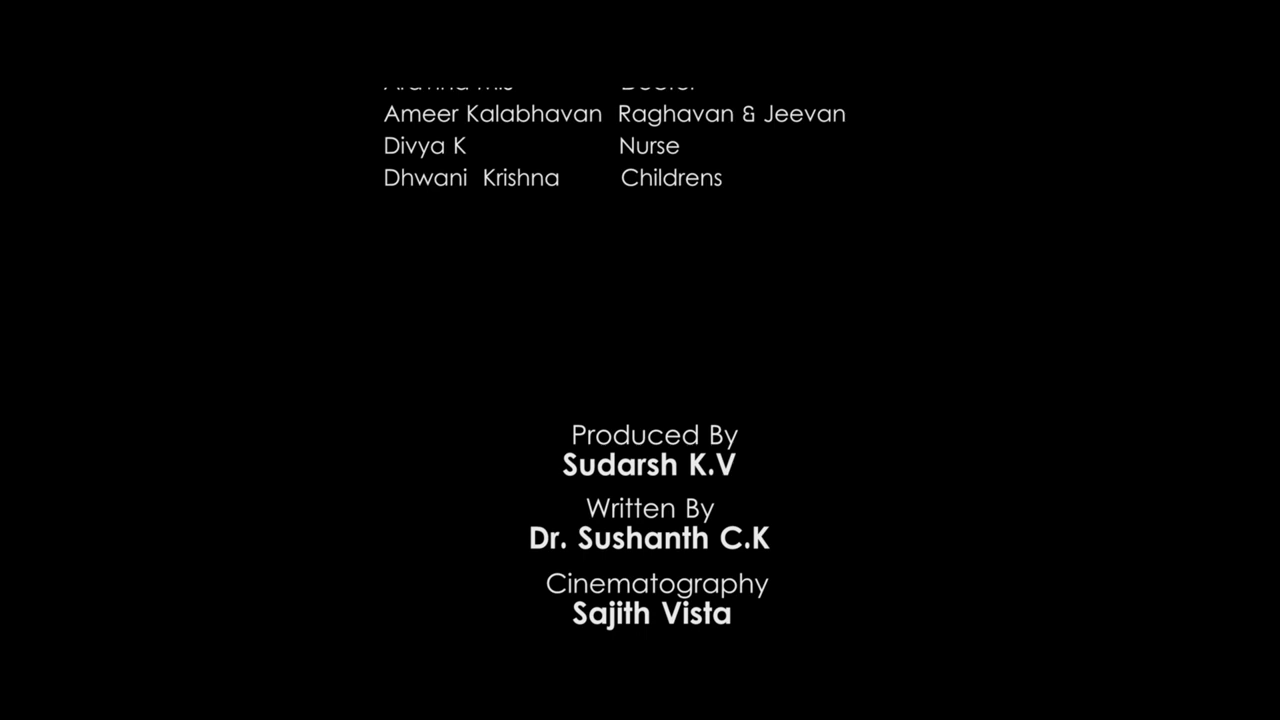 Ameer Kalabhavan Raghavan & Jeevan
Divya K Nurse
Dhwani Krishna Childrens
Produced By
Sudarsh K.V
Written By
Dr. Sushanth C.K
Cinematography
Sajith Vista